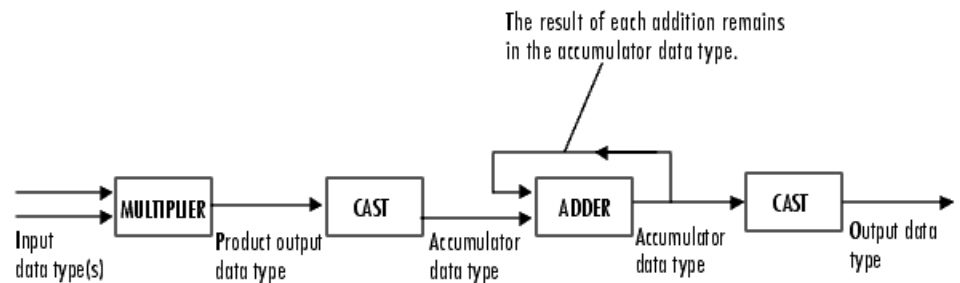 The result of each addition remains
in the accumulator data type.
MULTIPLIER
CAST
ADDER
CAST
Input
data type(s)
Product output
data type
Accumulator
data type
Accumulator
data type
Output data
type